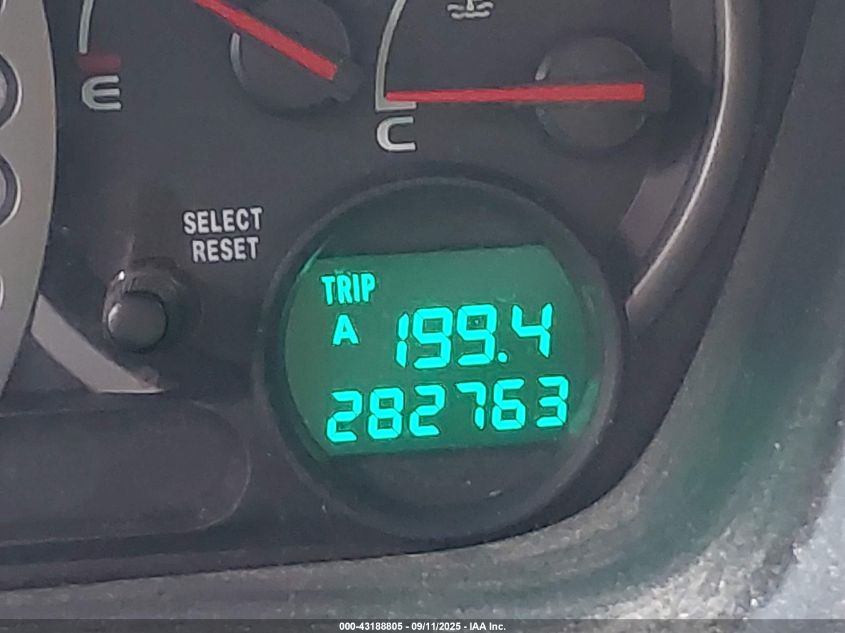 E
C
SELECT
RESET
TRIP
A 199.4
282763
000-43188805 - 09/11/2025 - IAA Inc.